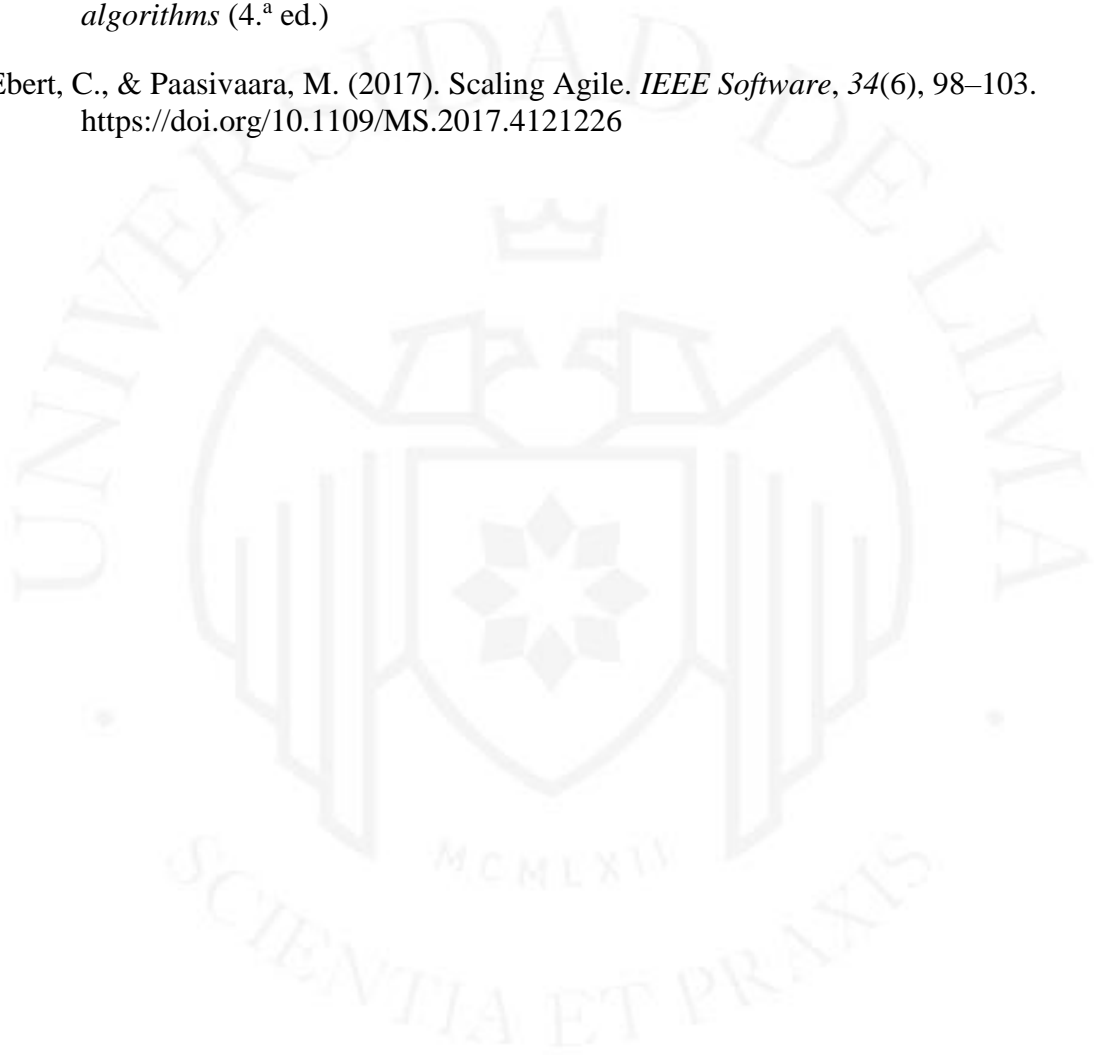 algorithms (4.ª ed.)
Ebert, C., & Paasivaara, M. (2017). Scaling Agile. IEEE Software, 34(6), 98–103.
https://doi.org/10.1109/MS.2017.4121226
UNIVERSIDAD DE LIMA
MCMLXII
SCIENTIA ET PRAXIS